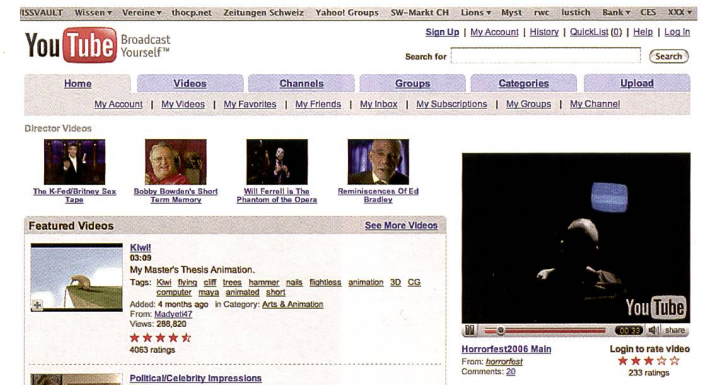 ISSVAULT Wissen Vereine thocp.net Zeitungen Schweiz Yahoo! Groups SW-Markt CH Lions Myst rwc lustich Bank CES XXX
YouTube Broadcast Yourself™
Sign Up | My Account | History | QuickList (0) | Help | Log In
Search for Search
Home Videos Channels Groups Categories Upload
My Account | My Videos | My Favorites | My Friends | My Inbox | My Subscriptions | My Groups | My Channel
Director Videos
The K-Fed/Britney Sex Tape
Bobby Bowden's Short Term Memory
Will Ferrell is The Phantom of the Opera
Reminiscences Of Ed Bradley
Featured Videos See More Videos
Kiwi!
03:09
My Master's Thesis Animation.
Tags: Kiwi flying cliff trees hammer nails flightless animation 3D CG
computer maya animated short
Added: 4 months ago in Category: Arts & Animation
From: Madyeti47
Views: 288,820
4063 ratings
Political/Celebrity Impressions
YouTube
00:33 share
Horrorfest2006 Main Login to rate video
From: horrorfest
Comments: 20 233 ratings